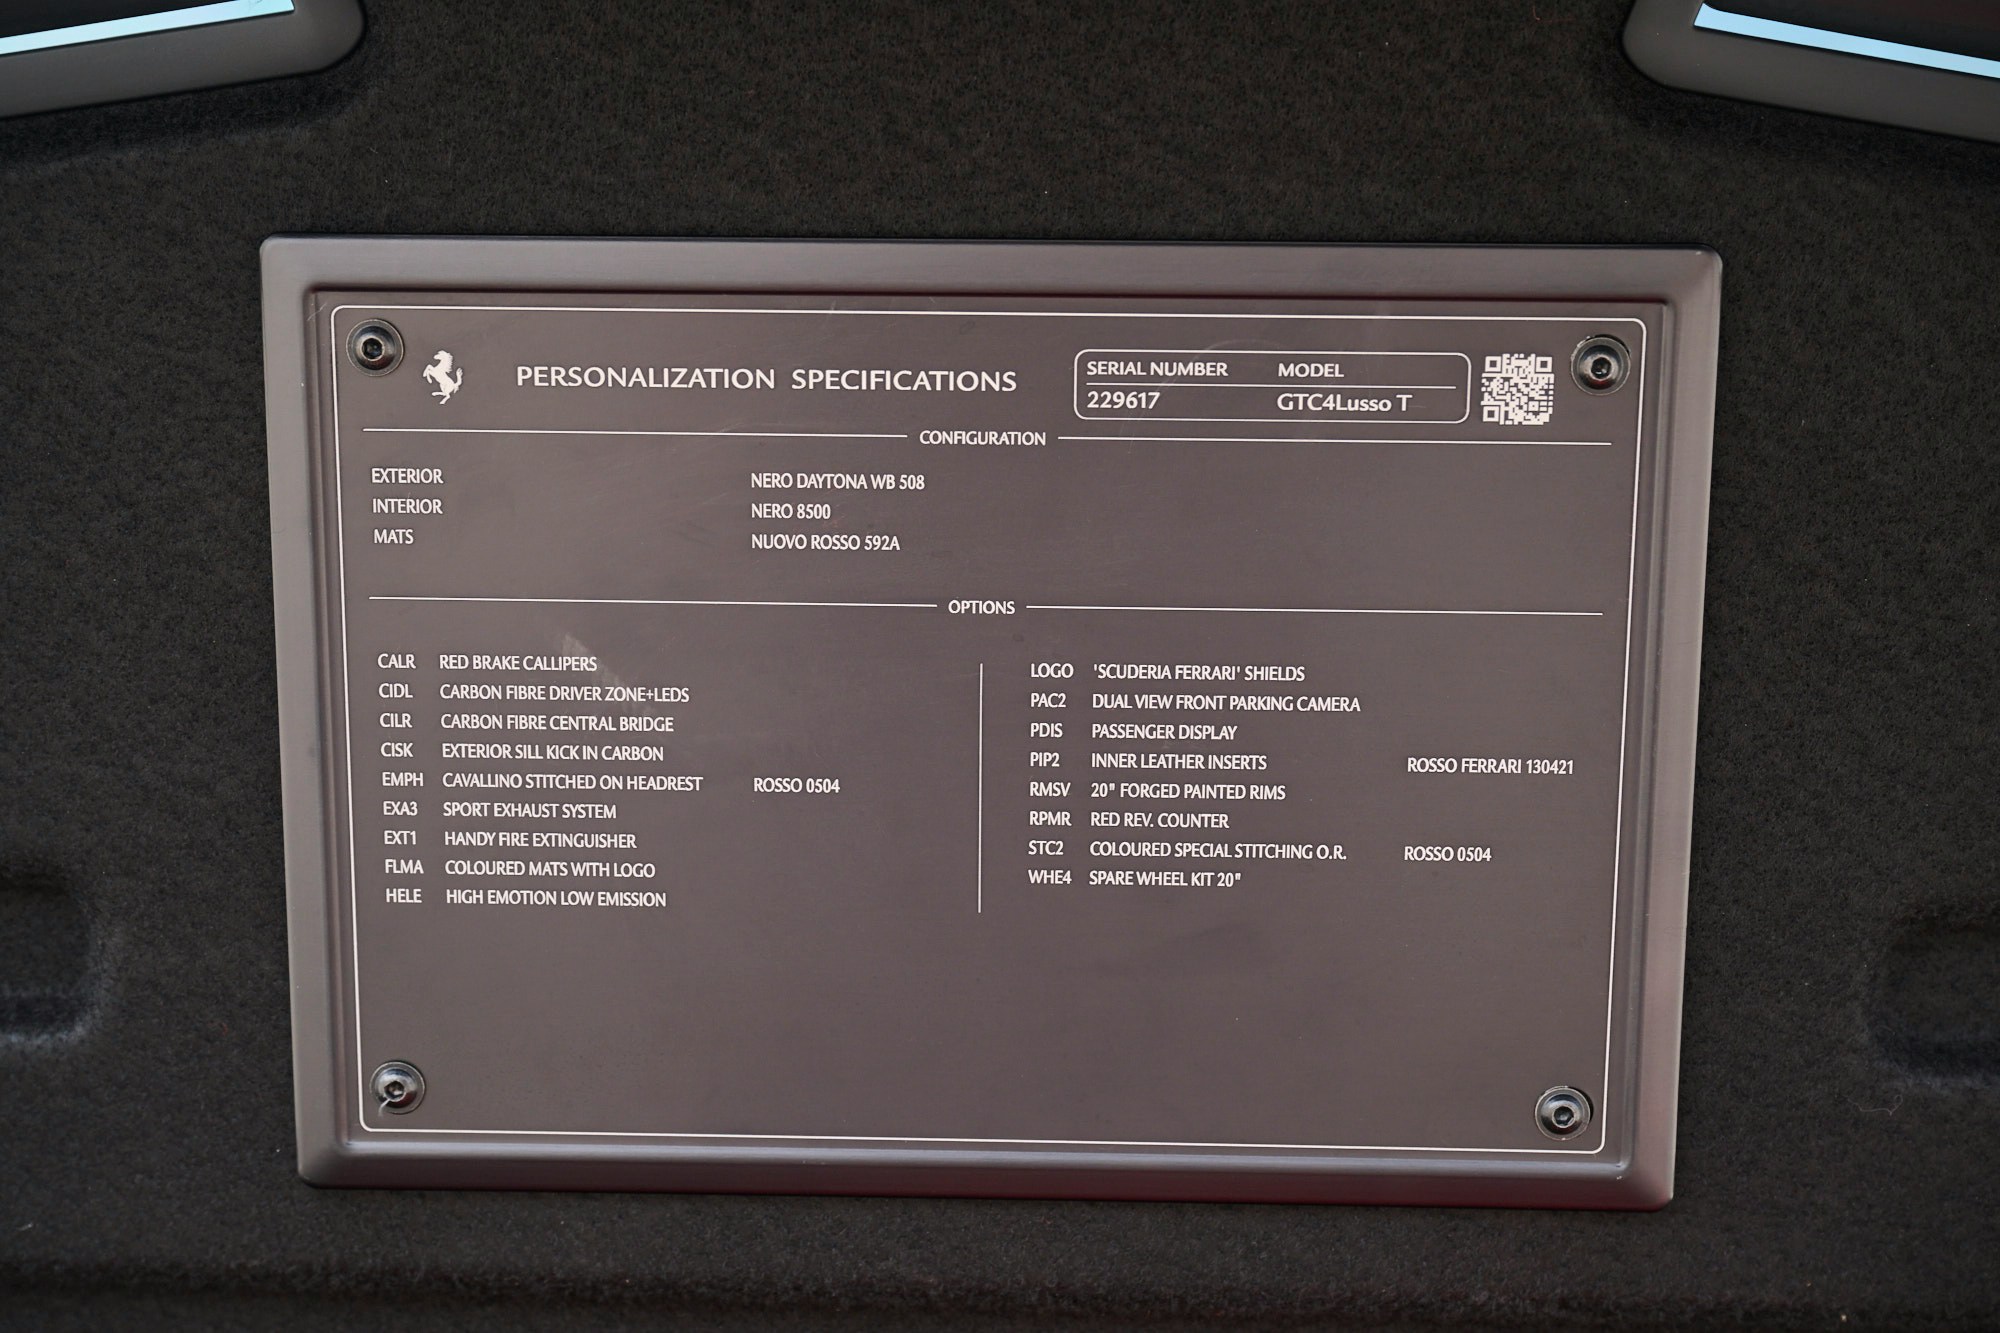 PERSONALIZATION SPECIFICATIONS
SERIAL NUMBER MODEL
229617 GTC4Lusso T
CONFIGURATION
EXTERIOR NERO DAYTONA WB 508
INTERIOR NERO 8500
MATS NUOVO ROSSO 592A
OPTIONS
CALR RED BRAKE CALLIPERS
CIDL CARBON FIBRE DRIVER ZONE+LEDS
CILR CARBON FIBRE CENTRAL BRIDGE
CISK EXTERIOR SILL KICK IN CARBON
EMPH CAVALLINO STITCHED ON HEADREST ROSSO 0504
EXA3 SPORT EXHAUST SYSTEM
EXT1 HANDY FIRE EXTINGUISHER
FLMA COLOURED MATS WITH LOGO
HELE HIGH EMOTION LOW EMISSION
LOGO 'SCUDERIA FERRARI' SHIELDS
PAC2 DUAL VIEW FRONT PARKING CAMERA
PDIS PASSENGER DISPLAY
PIP2 INNER LEATHER INSERTS ROSSO FERRARI 130421
RMSV 20" FORGED PAINTED RIMS
RPMR RED REV. COUNTER
STC2 COLOURED SPECIAL STITCHING O.R. ROSSO 0504
WHE4 SPARE WHEEL KIT 20"